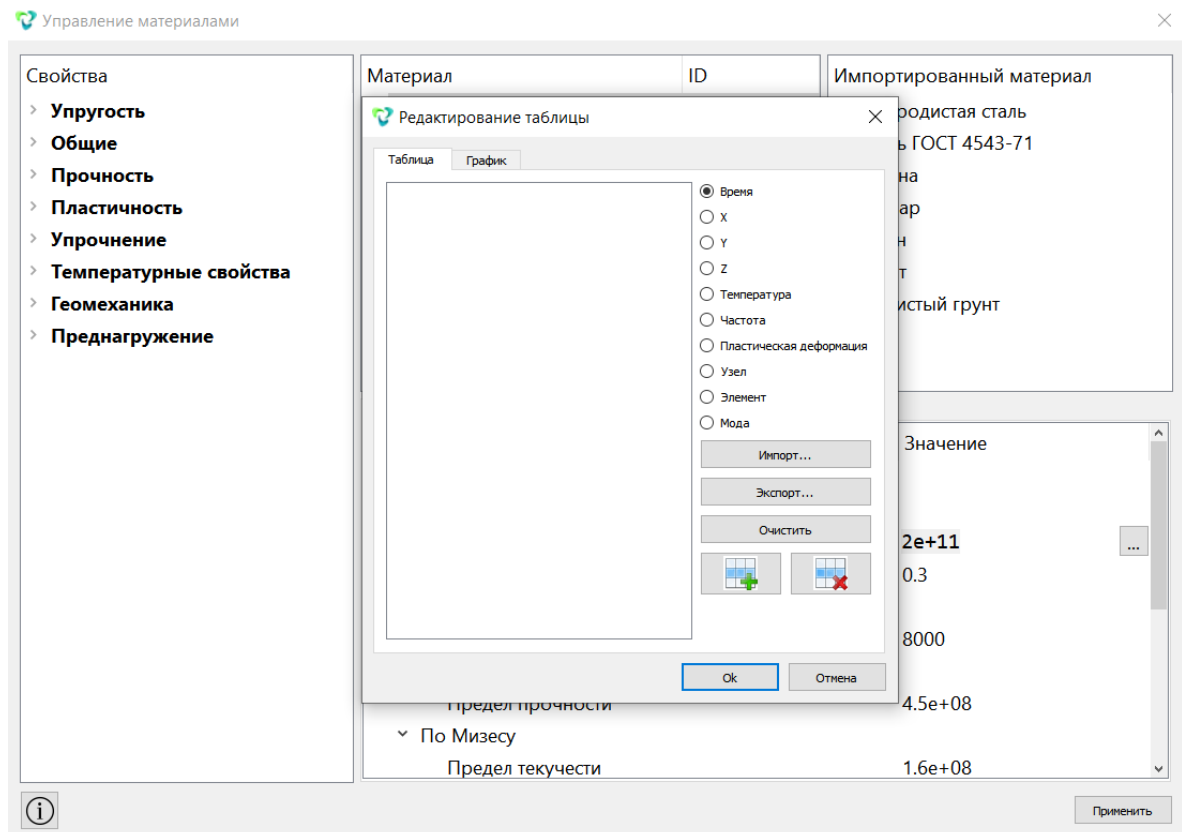 Управление материалами
Свойства
Упругость
Общие
Прочность
Пластичность
Упрочнение
Температурные свойства
Геомеханика
Преднагружение
Материал ID
Импортированный материал
родистая сталь
ь ГОСТ 4543-71
на
ар
н
т
истый грунт
Редактирование таблицы
Таблица График
Время
X
Y
Z
Температура
Частота
Пластическая деформация
Узел
Элемент
Мода
Импорт...
Экспорт...
Очистить
Ok Отмена
Значение
2e+11 ...
0.3
8000
Предел прочности 4.5e+08
По Мизесу
Предел текучести 1.6e+08
Применить